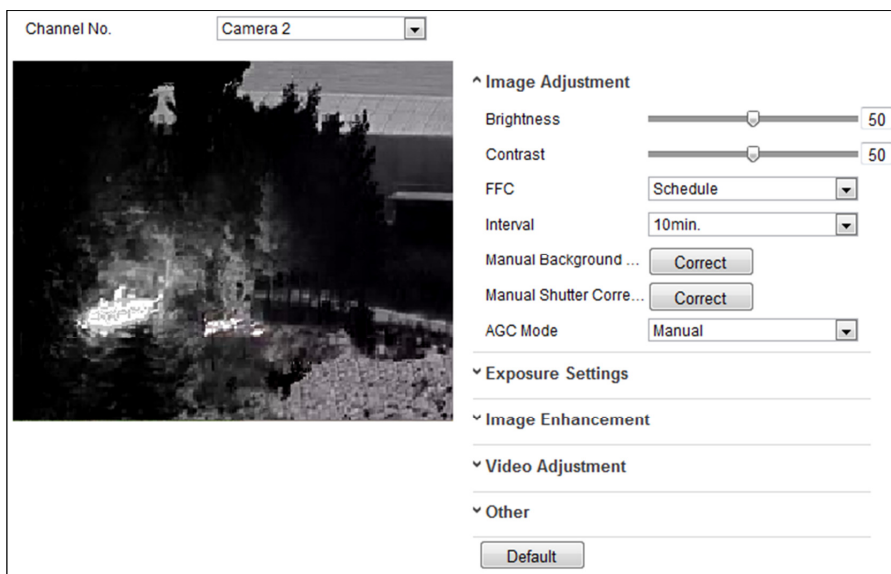 Channel No. Camera 2
Image Adjustment
Brightness 50
Contrast 50
FFC Schedule
Interval 10min.
Manual Background ... Correct
Manual Shutter Corre... Correct
AGC Mode Manual
Exposure Settings
Image Enhancement
Video Adjustment
Other
Default